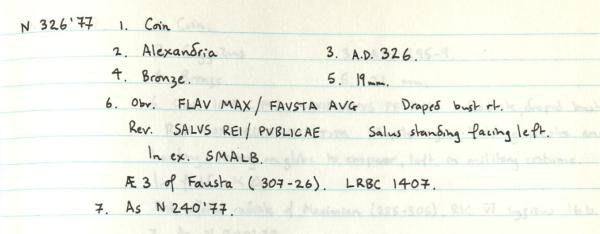 N 326'77 1. Coin
2. Alexandria 3. A.D. 326.
4. Bronze. 5. 19mm.
6. Obv. FLAV MAX/ FAVSTA AVG Draped bust rt.
Rev. SALVS REI/ PVBLICAE Salus standing facing left.
In ex. SMALB.
Æ 3 of Fausta (307-26). LRBC 1407.
7. As N 240'77.